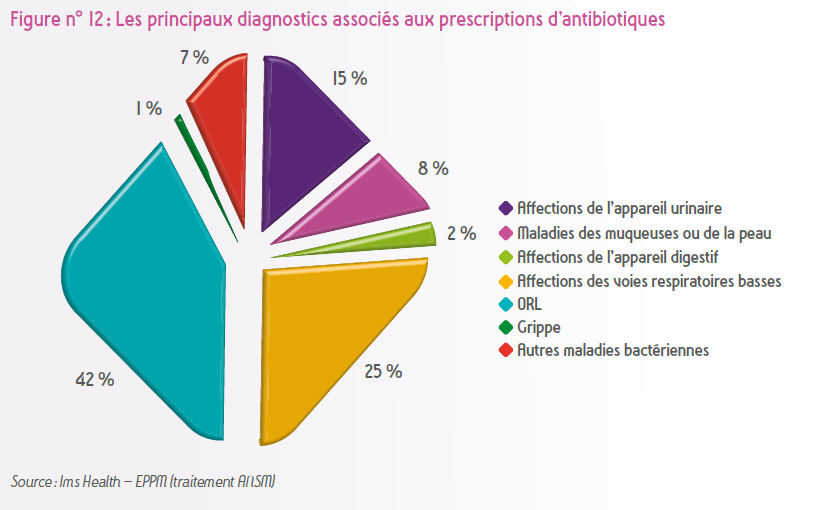 Figure n° 12 : Les principaux diagnostics associés aux prescriptions d'antibiotiques
7 %
15 %
1 %
8 %
2 %
42 %
25 %
Affections de l'appareil urinaire
Maladies des muqueuses ou de la peau
Affections de l'appareil digestif
Affections des voies respiratoires basses
ORL
Grippe
Autres maladies bactériennes
Source : Ims Health – EPPM (traitement ANSM)